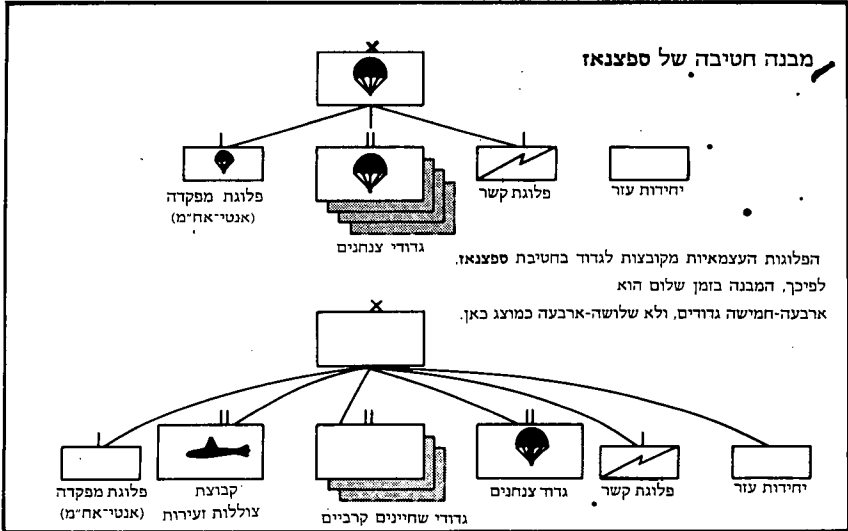 מבנה חטיבה של ספצנאז
יחידות עזר
פלוגת קשר
גדודי צנחנים
פלוגת מפקדה
(אנטי־אח״מ)
הפלוגות העצמאיות מקובצות לגדוד בחטיבת ספצנאז.
לפיכך, המבנה בזמן שלום הוא
ארבעה-חמישה גדודים, ולא שלושה-ארבעה כמוצג כאן.
יחידות עזר
פלוגת קשר
גדוד צנחנים
גדודי שחיינים קרביים
קבוצת
צוללות זעירות
פלוגת מפקדה
(אנטי־אח״מ)